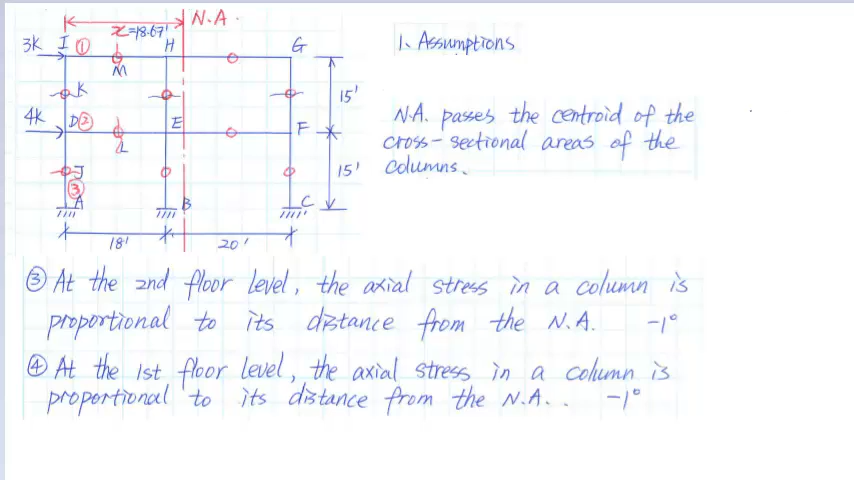 N.A.
x=18.67'
3K I ① H G
M
K
15'
4K D ② E F
L
J
15'
③
A B C
18' 20'
1. Assumptions
N.A. passes the centroid of the
cross-sectional areas of the
columns.
③ At the 2nd floor level, the axial stress in a column is
proportional to its distance from the N.A. -1°
④ At the 1st floor level, the axial stress in a column is
proportional to its distance from the N.A.. -1°